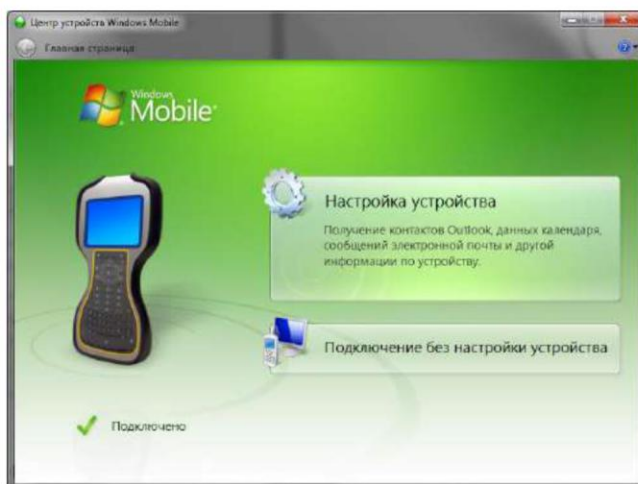 Центр устройств Windows Mobile
Главная страница
Windows
Mobile
Настройка устройства
Получение контактов Outlook, данных календаря,
сообщений электронной почты и другой
информации по устройству.
Подключение без настройки устройства
Подключено